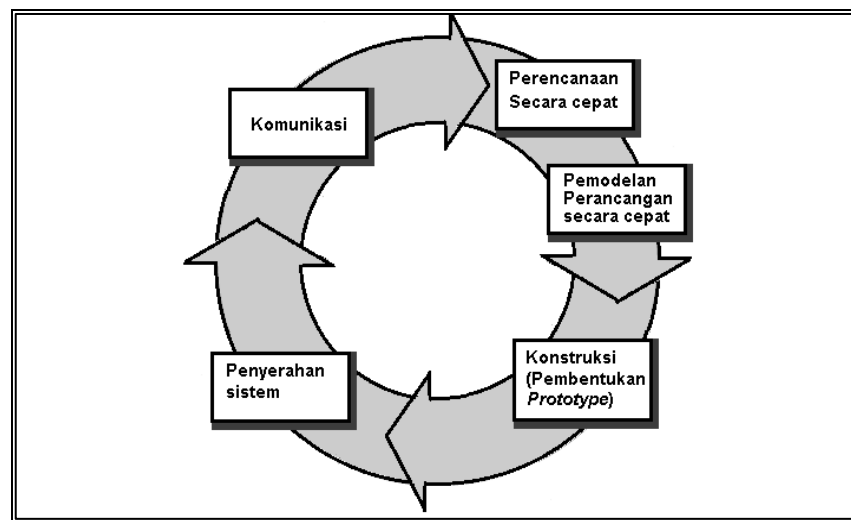 Komunikasi
Perencanaan
Secara cepat
Pemodelan
Perancangan
secara cepat
Konstruksi
(Pembentukan
Prototype)
Penyerahan
sistem